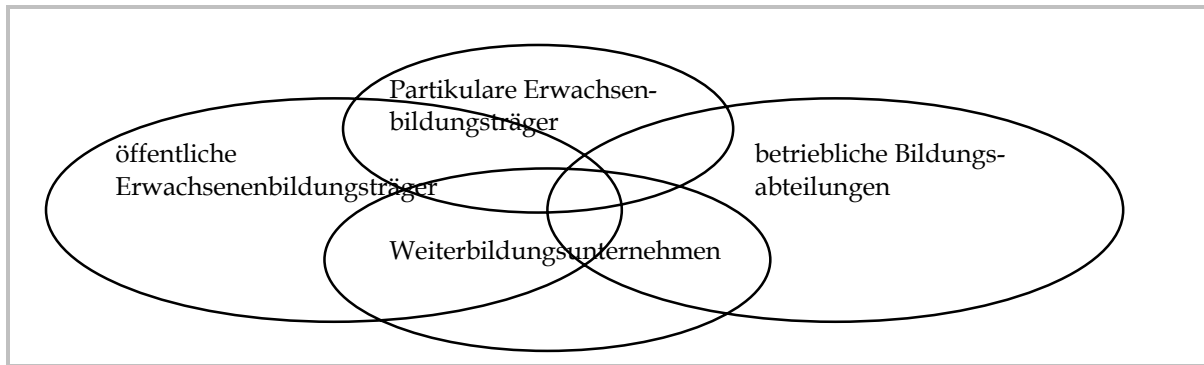 Partikulare Erwachsen-
bildungsträger
öffentliche
Erwachsenenbildungsträger
betriebliche Bildungs-
abteilungen
Weiterbildungsunternehmen